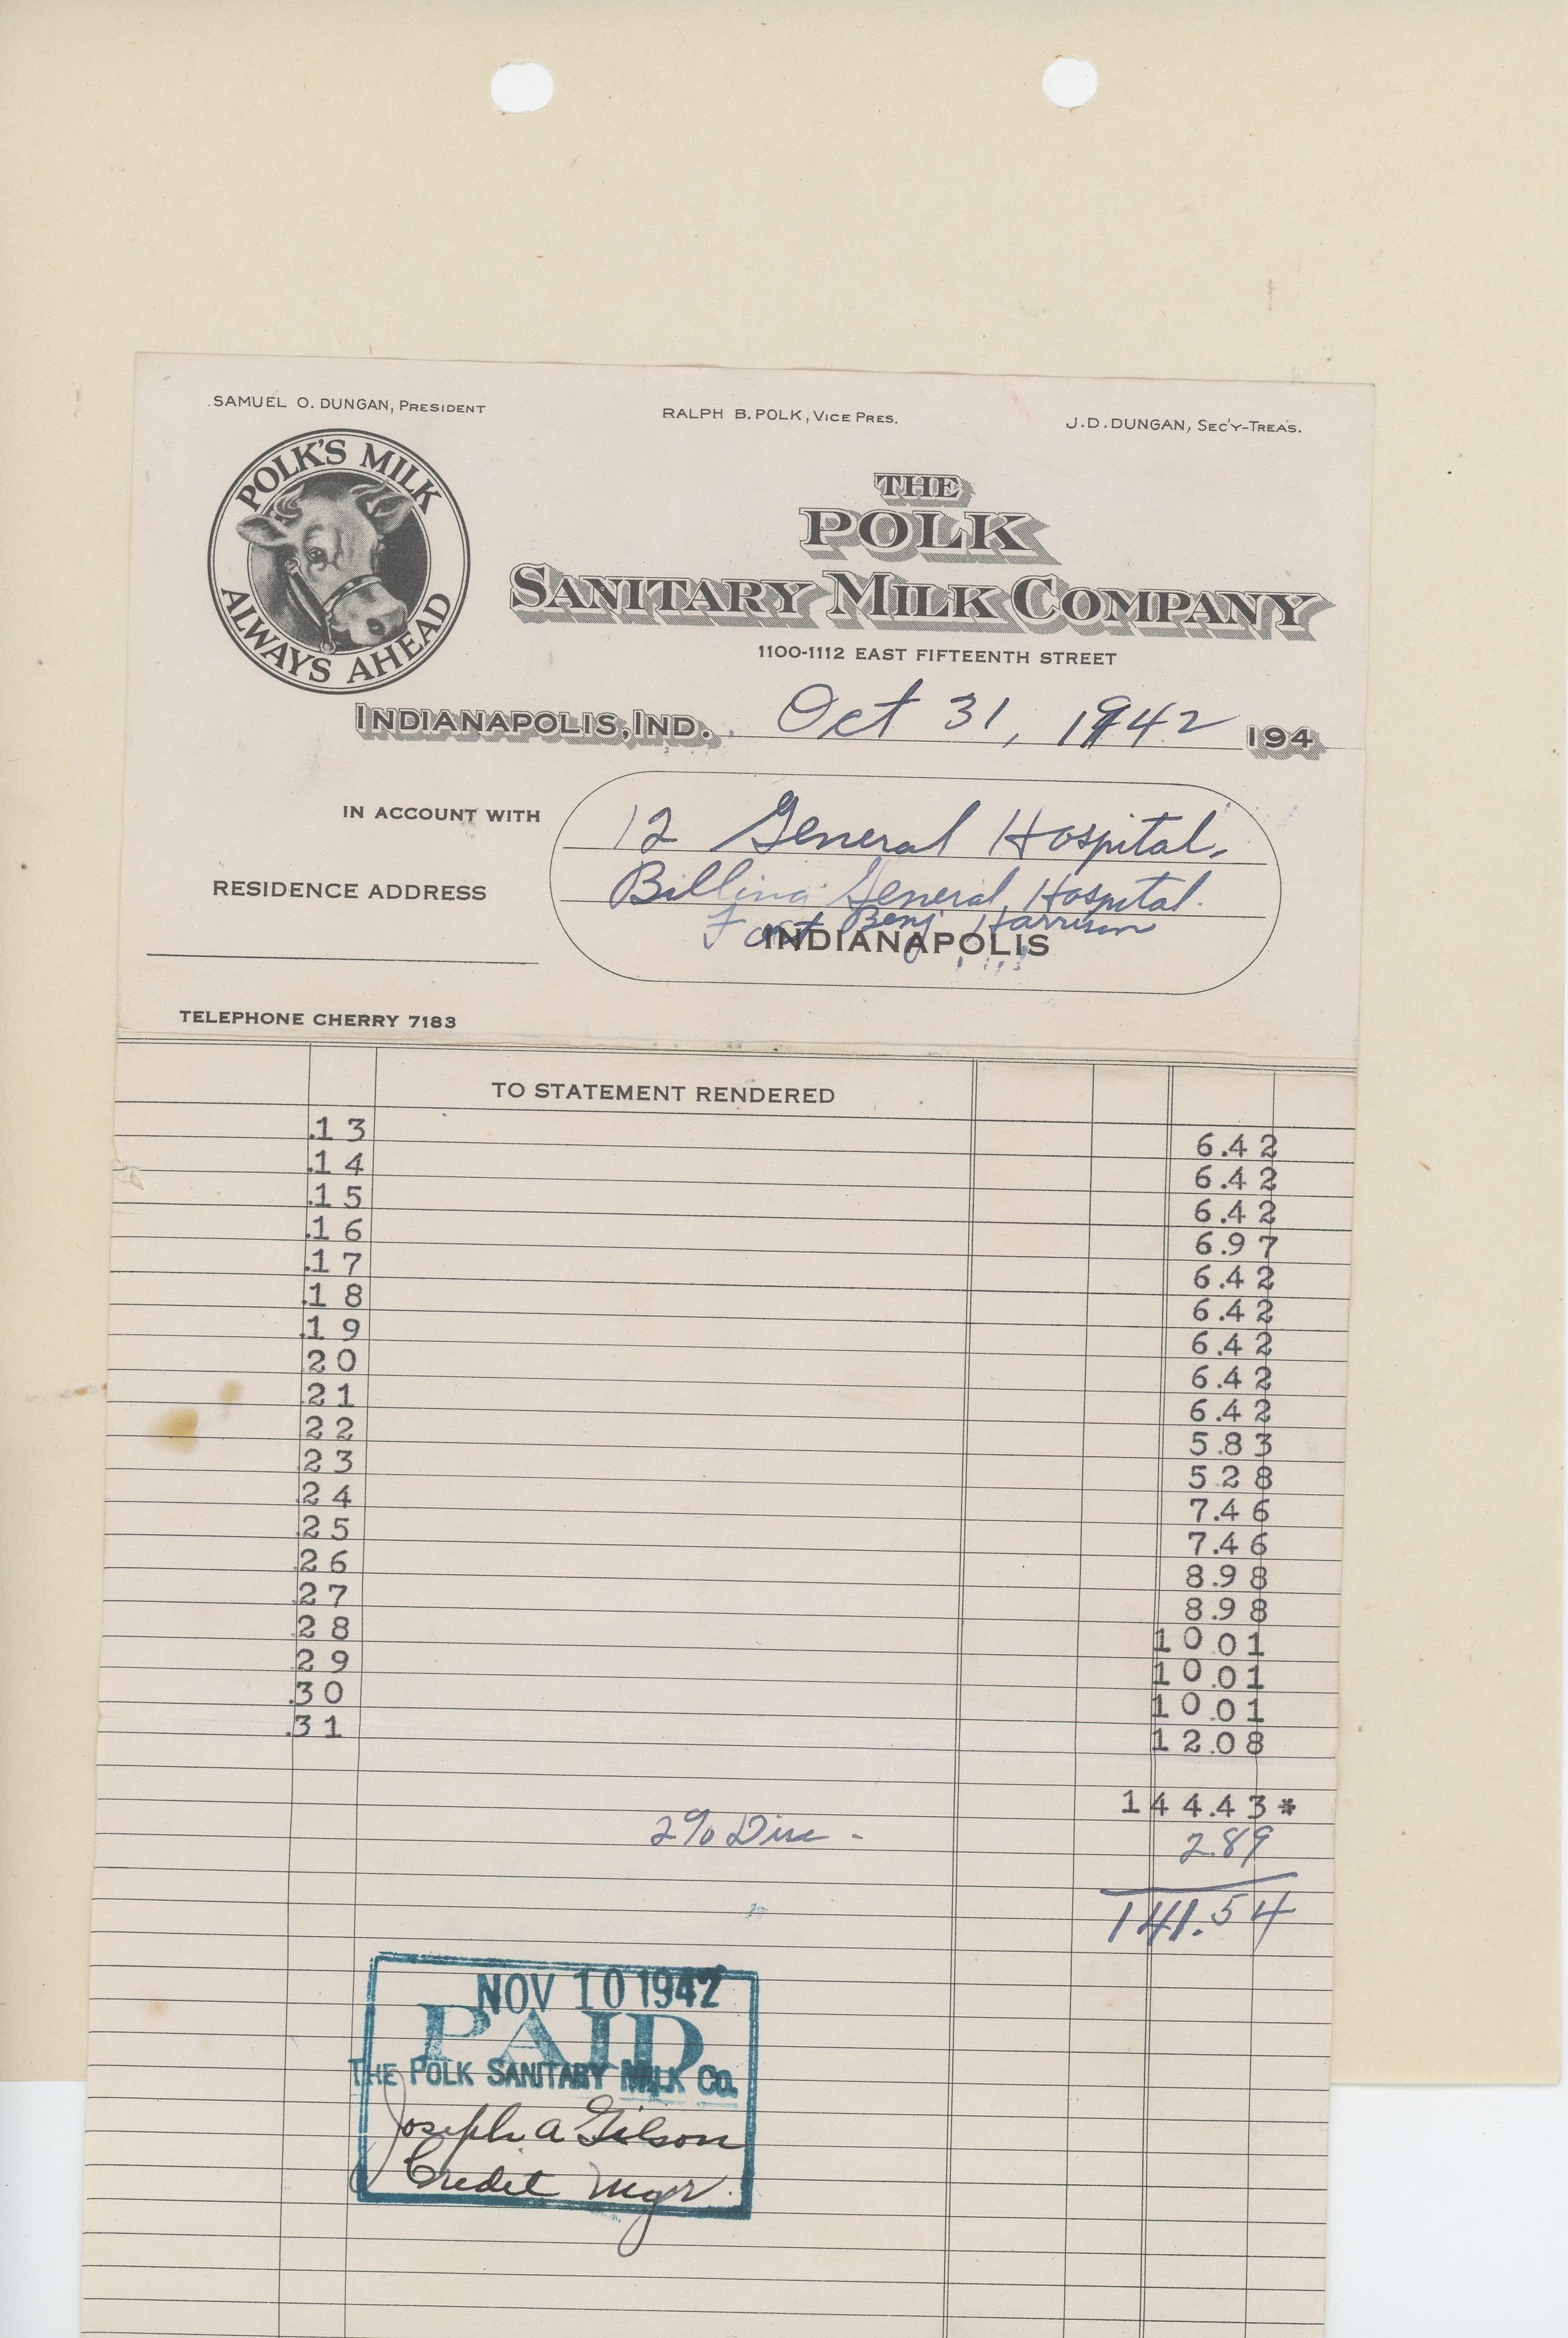 SAMUEL O. DUNGAN, PRESIDENT
RALPH B. POLK, VICE PRES.
J.D. DUNGAN, SEC'Y-TREAS.
POLK'S MILK
ALWAYS AHEAD
THE
POLK
SANITARY MILK COMPANY
1100-1112 EAST FIFTEENTH STREET
INDIANAPOLIS, IND. Oct 31, 1942 194
IN ACCOUNT WITH
12 General Hospital,
RESIDENCE ADDRESS
Billing General Hospital.
Fort Benj Harrison
INDIANAPOLIS
TELEPHONE CHERRY 7183
TO STATEMENT RENDERED
.13 6.42
.14 6.42
.15 6.42
.16 6.97
.17 6.42
.18 6.42
.19 6.42
.20 6.42
.21 6.42
.22 5.83
.23 5.28
.24 7.46
.25 7.46
.26 8.98
.27 8.98
.28 10.01
.29 10.01
.30 10.01
.31 12.08
144.43*
2% Disc - 2.89
141.54
NOV 10 1942
PAID
THE POLK SANITARY MILK CO.
Joseph A Gilson
Credit Mgr.